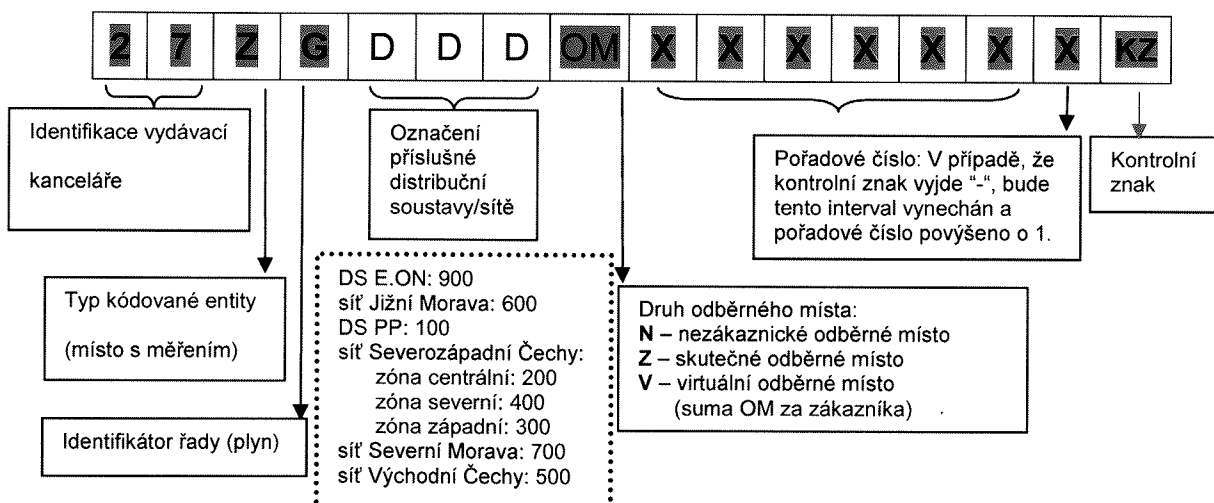 2 7 Z G D D D OM X X X X X X X KZ
Identifikace vydávací
kanceláře
Označení
příslušné
distribuční
soustavy/sítě
Pořadové číslo: V případě, že
kontrolní znak vyjde “-“, bude
tento interval vynechán a
pořadové číslo povýšeno o 1.
Kontrolní
znak
Typ kódované entity
(místo s měřením)
Identifikátor řady (plyn)
DS E.ON: 900
síť Jižní Morava: 600
DS PP: 100
síť Severozápadní Čechy:
zóna centrální: 200
zóna severní: 400
zóna západní: 300
síť Severní Morava: 700
síť Východní Čechy: 500
Druh odběrného místa:
N – nezákaznické odběrné místo
Z – skutečné odběrné místo
V – virtuální odběrné místo
(suma OM za zákazníka)